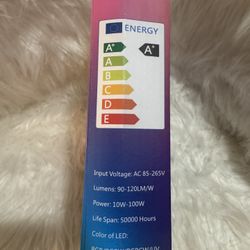 ENERGY
A+
A
B
C
D
E
A+
Input Voltage: AC 85-265V
Lumens: 90-120LM/W
Power: 10W-100W
Life Span: 50000 Hours
Color of LED: